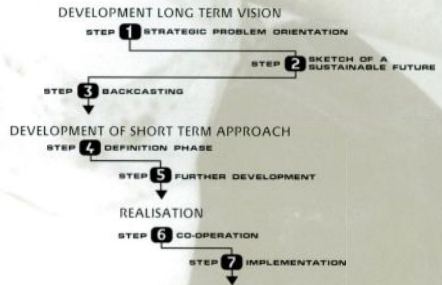 DEVELOPMENT LONG TERM VISION
STEP 1 STRATEGIC PROBLEM ORIENTATION
STEP 2 SKETCH OF A
SUSTAINABLE FUTURE
STEP 3 BACKCASTING
DEVELOPMENT OF SHORT TERM APPROACH
STEP 4 DEFINITION PHASE
STEP 5 FURTHER DEVELOPMENT
REALISATION
STEP 6 CO-OPERATION
STEP 7 IMPLEMENTATION